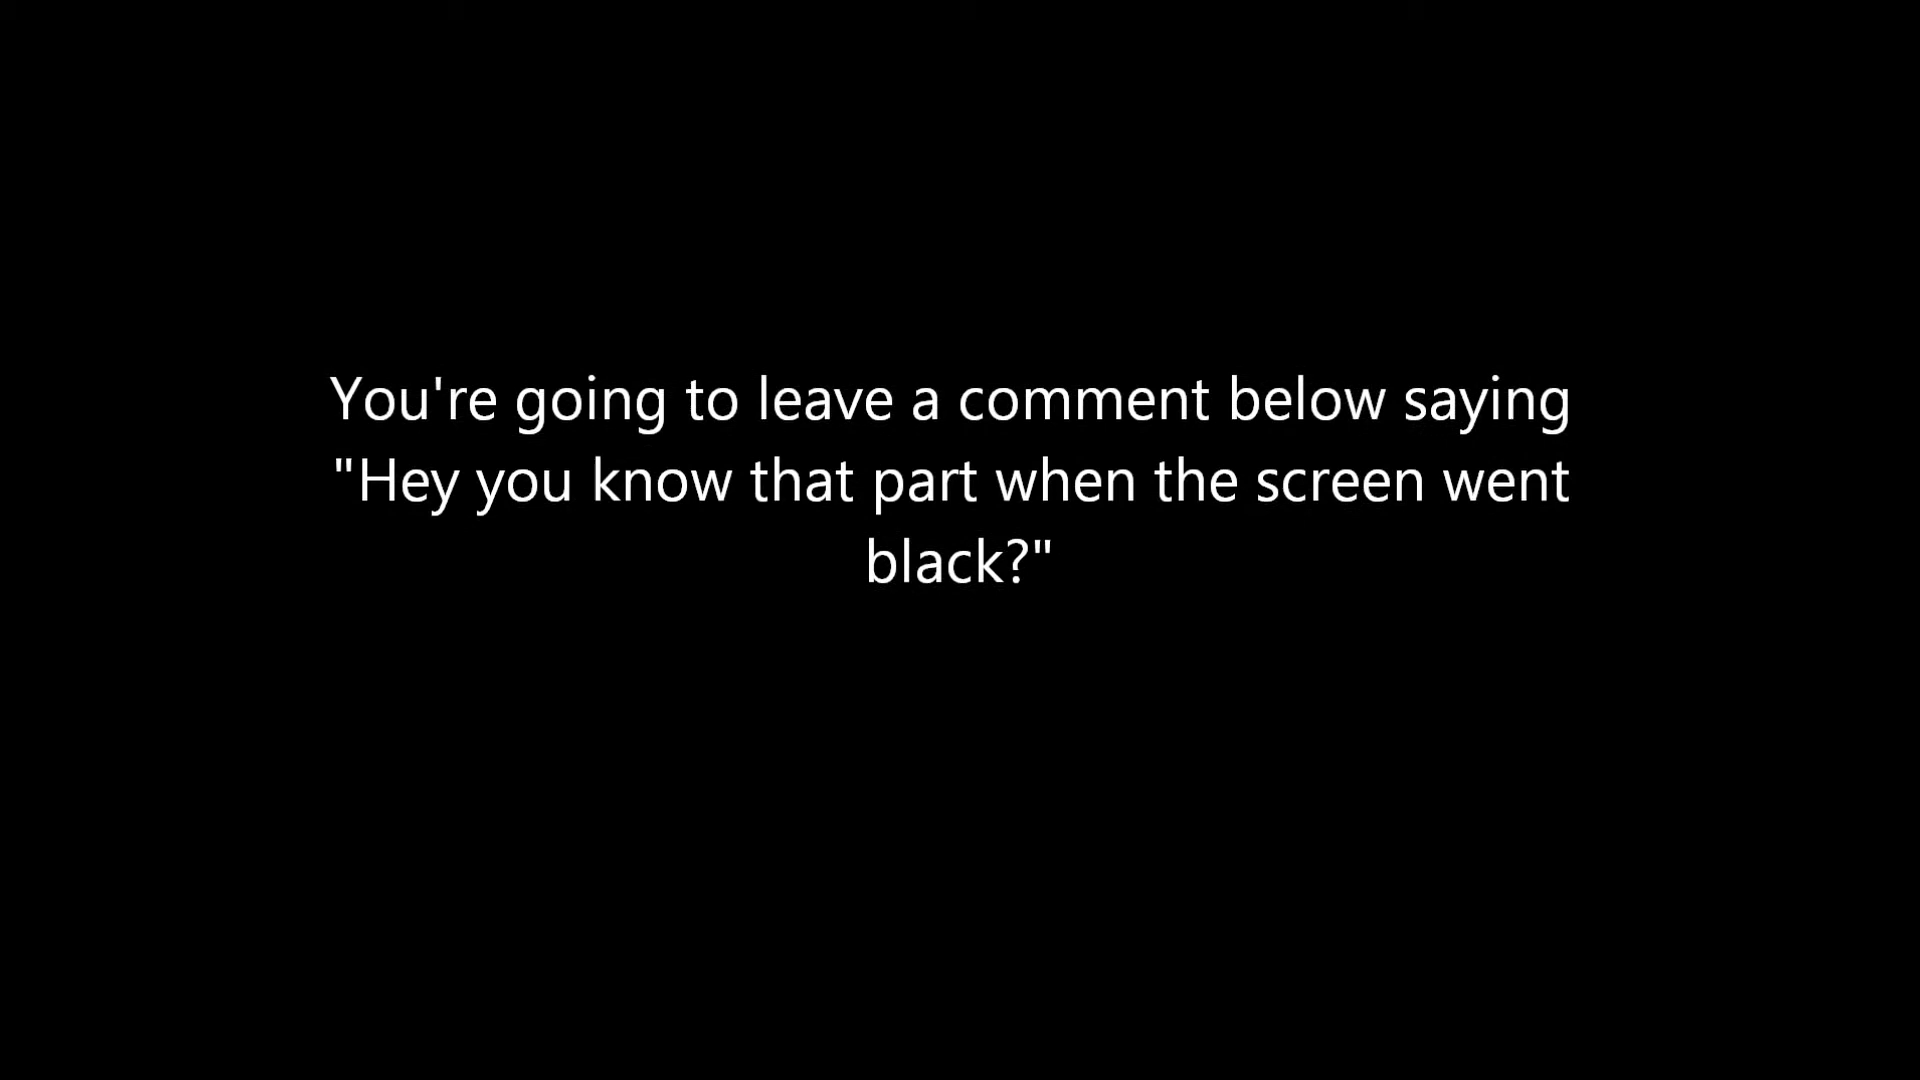 You're going to leave a comment below saying
"Hey you know that part when the screen went
black?"